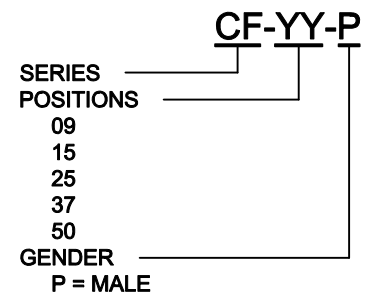 CF-YY-P
SERIES
POSITIONS
09
15
25
37
50
GENDER
P = MALE